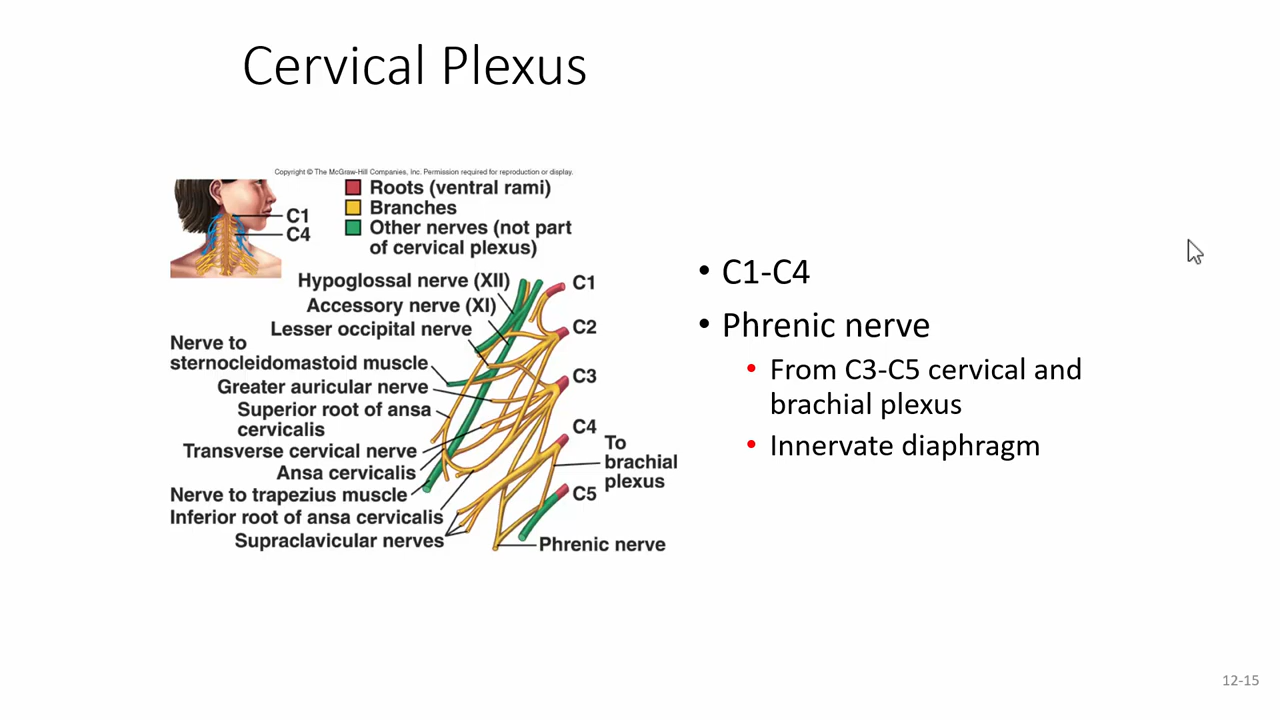 Cervical Plexus
Copyright © The McGraw-Hill Companies, Inc. Permission required for reproduction or display.
Roots (ventral rami)
Branches
Other nerves (not part
of cervical plexus)
C1
C4
Hypoglossal nerve (XII)
Accessory nerve (XI)
Lesser occipital nerve
Nerve to
sternocleidomastoid muscle
Greater auricular nerve
Superior root of ansa
cervicalis
Transverse cervical nerve
Ansa cervicalis
Nerve to trapezius muscle
Inferior root of ansa cervicalis
Supraclavicular nerves
C1
C2
C3
C4
To
brachial
plexus
C5
Phrenic nerve
• C1-C4
• Phrenic nerve
• From C3-C5 cervical and
brachial plexus
• Innervate diaphragm
12-15